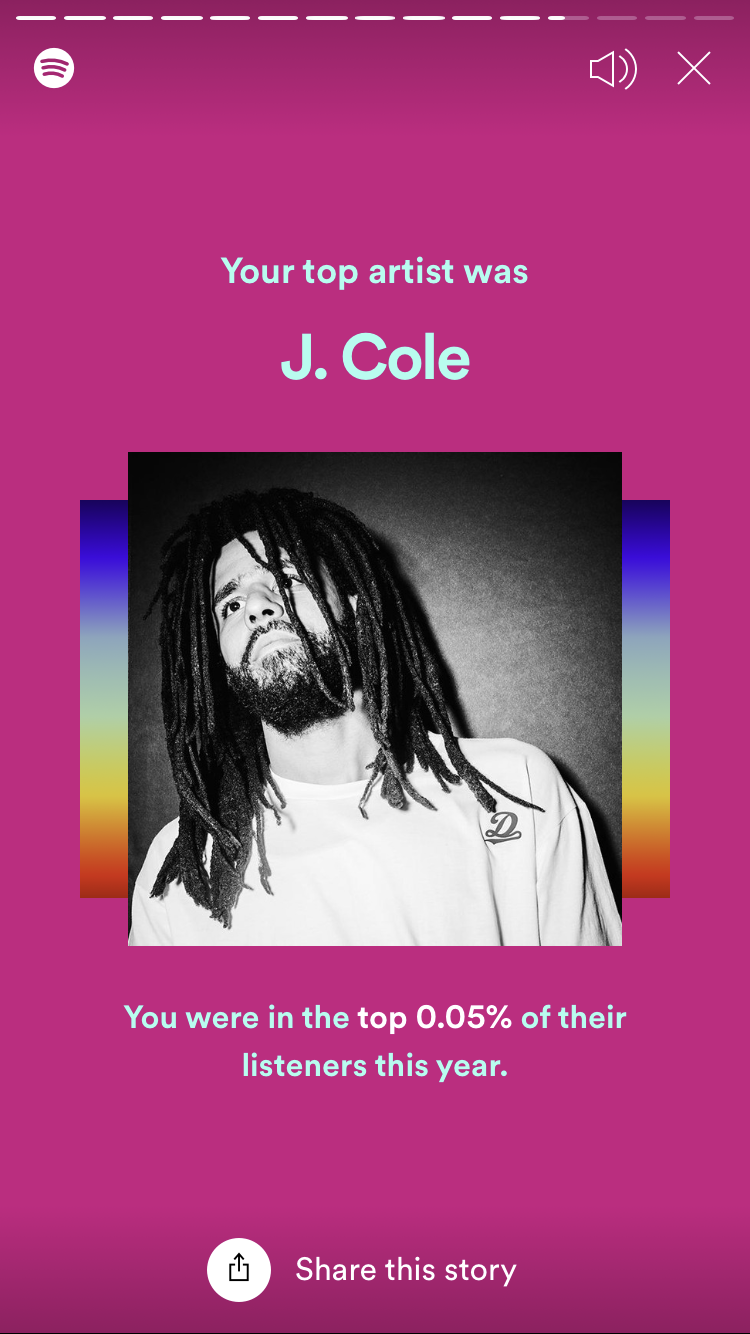 Your top artist was
J. Cole
D
You were in the top 0.05% of their
listeners this year.
Share this story